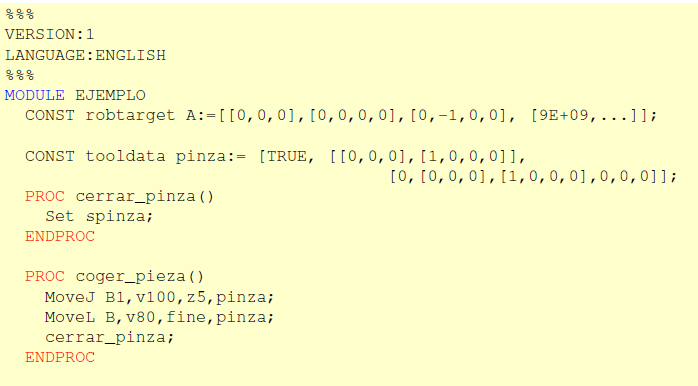 %%%
VERSION:1
LANGUAGE:ENGLISH
%%%
MODULE EJEMPLO
CONST robtarget A:=[[0,0,0],[0,0,0,0],[0,-1,0,0], [9E+09,...]];
CONST tooldata pinza:= [TRUE, [[0,0,0],[1,0,0,0]],
[0,[0,0,0],[1,0,0,0],0,0,0]];
PROC cerrar_pinza()
Set spinza;
ENDPROC
PROC coger_pieza()
MoveJ B1,v100,z5,pinza;
MoveL B,v80,fine,pinza;
cerrar_pinza;
ENDPROC